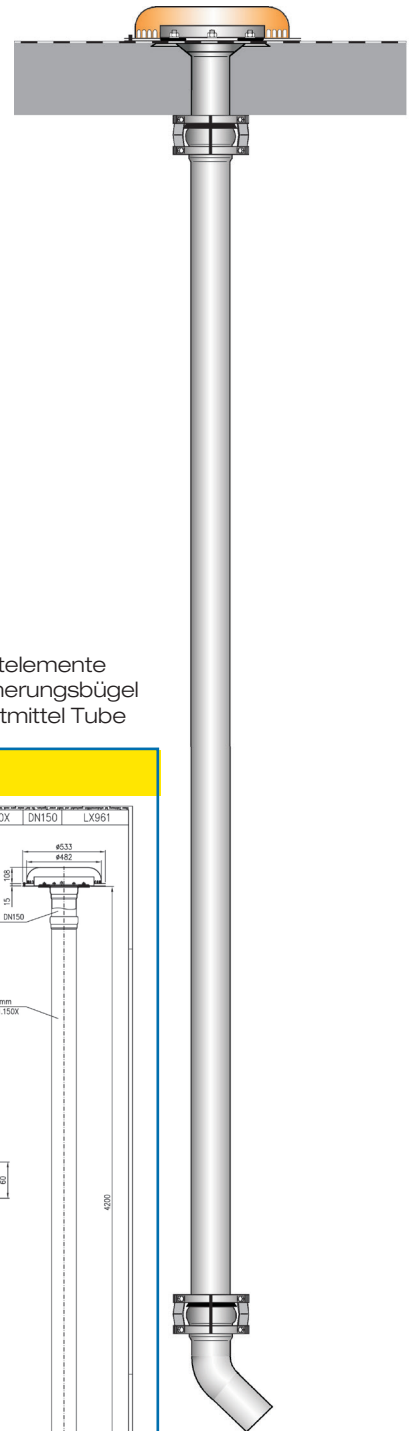 telemente
herungsbügel
tmittel Tube
0X DN150 LX961
ø533
ø482
108
15
DN150
mm
.150X
60
4200